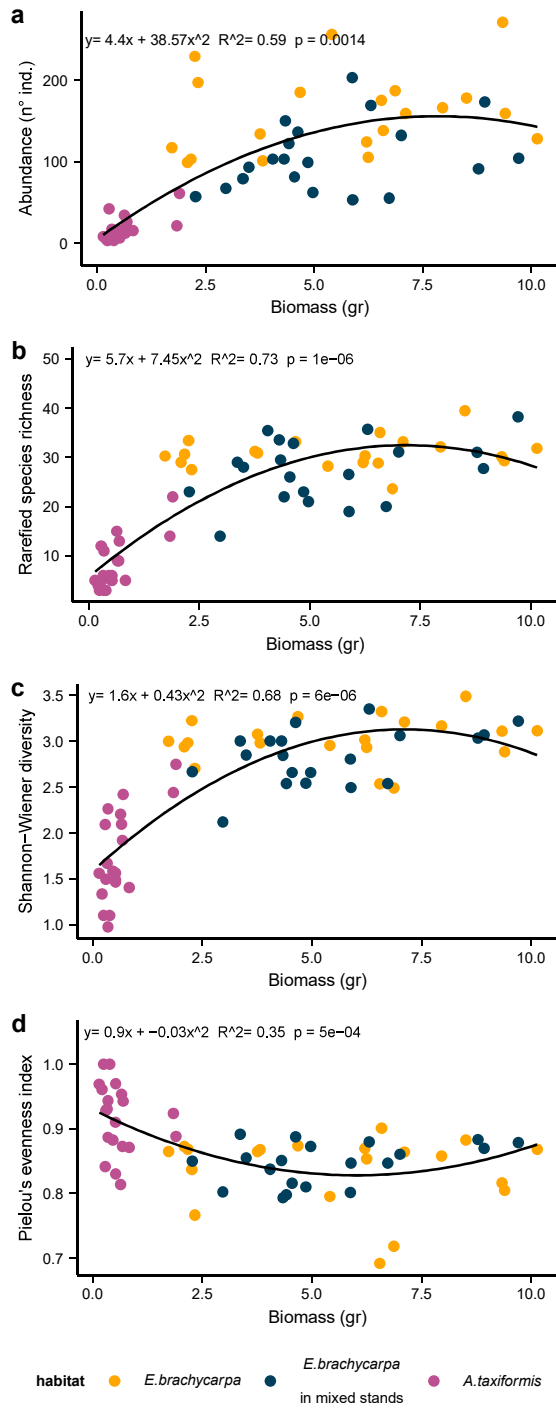 a
y= 4.4x + 38.57x^2 R^2= 0.59 p = 0.0014
200
100
0
Abundance (n° ind.)
0.0 2.5 5.0 7.5 10.0
Biomass (gr)
b
y= 5.7x + 7.45x^2 R^2= 0.73 p = 1e-06
50
40
30
20
10
Rarefied species richness
0.0 2.5 5.0 7.5 10.0
Biomass (gr)
c
y= 1.6x + 0.43x^2 R^2= 0.68 p = 6e-06
3.5
3.0
2.5
2.0
1.5
1.0
Shannon−Wiener diversity
0.0 2.5 5.0 7.5 10.0
Biomass (gr)
d
y= 0.9x + −0.03x^2 R^2= 0.35 p = 5e-04
1.0
0.9
0.8
0.7
Pielou's evenness index
0.0 2.5 5.0 7.5 10.0
Biomass (gr)
habitat E.brachycarpa E.brachycarpa A.taxiformis
in mixed stands